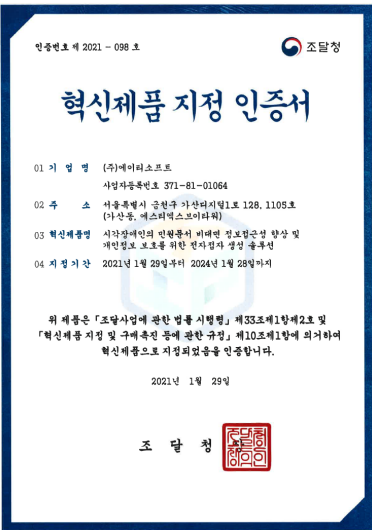 인증번호 제 2021 - 098 호
조달청
혁신제품 지정 인증서
01 기 업 명 (주)에이티소프트
사업자등록번호 371-81-01064
02 주 소 서울특별시 금천구 가산디지털1로 128, 1105호
(가산동, 에스티엑스브이타워)
03 혁신제품명 시각장애인의 민원문서 비대면 정보접근성 향상 및
개인정보 보호를 위한 전자점자 생성 솔루션
04 지정기간 2021년 1월 29일부터 2024년 1월 28일까지
위 제품은 「조달사업에 관한 법률 시행령」 제33조제1항제2호 및
「혁신제품 지정 및 구매촉진 등에 관한 규정」 제10조제1항에 의거하여
혁신제품으로 지정되었음을 인증합니다.
2021년 1월 29일
조 달 청 장